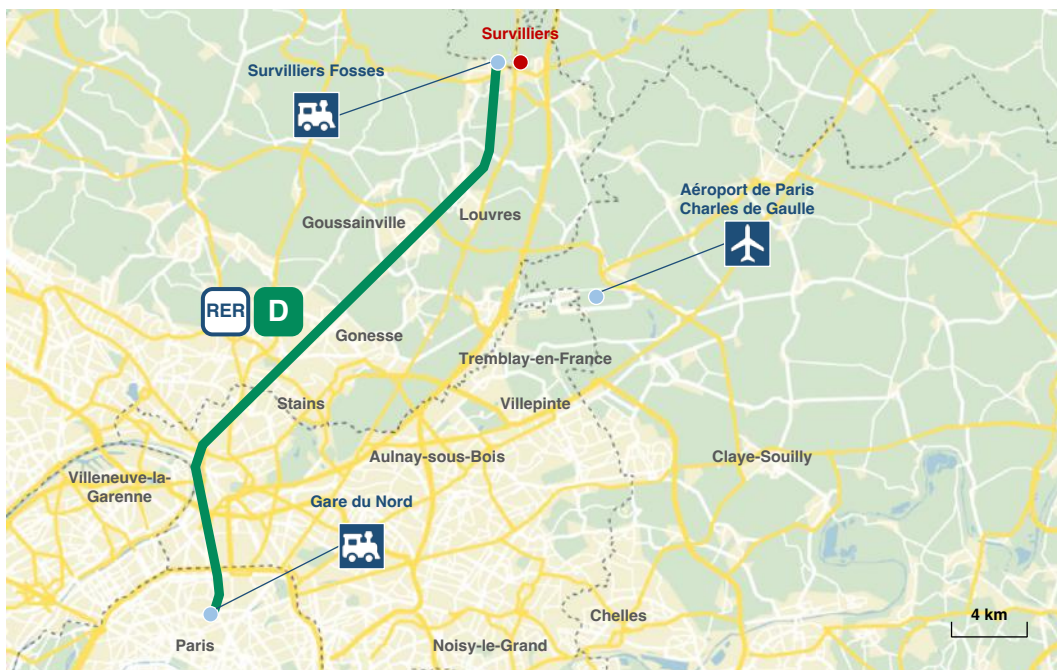 Survilliers
Survilliers Fosses
Aéroport de Paris
Charles de Gaulle
Louvres
Goussainville
RER
D
Gonesse
Tremblay-en-France
Stains
Villepinte
Aulnay-sous-Bois
Claye-Souilly
Villeneuve-la-
Garenne
Gare du Nord
Chelles
4 km
Paris
Noisy-le-Grand